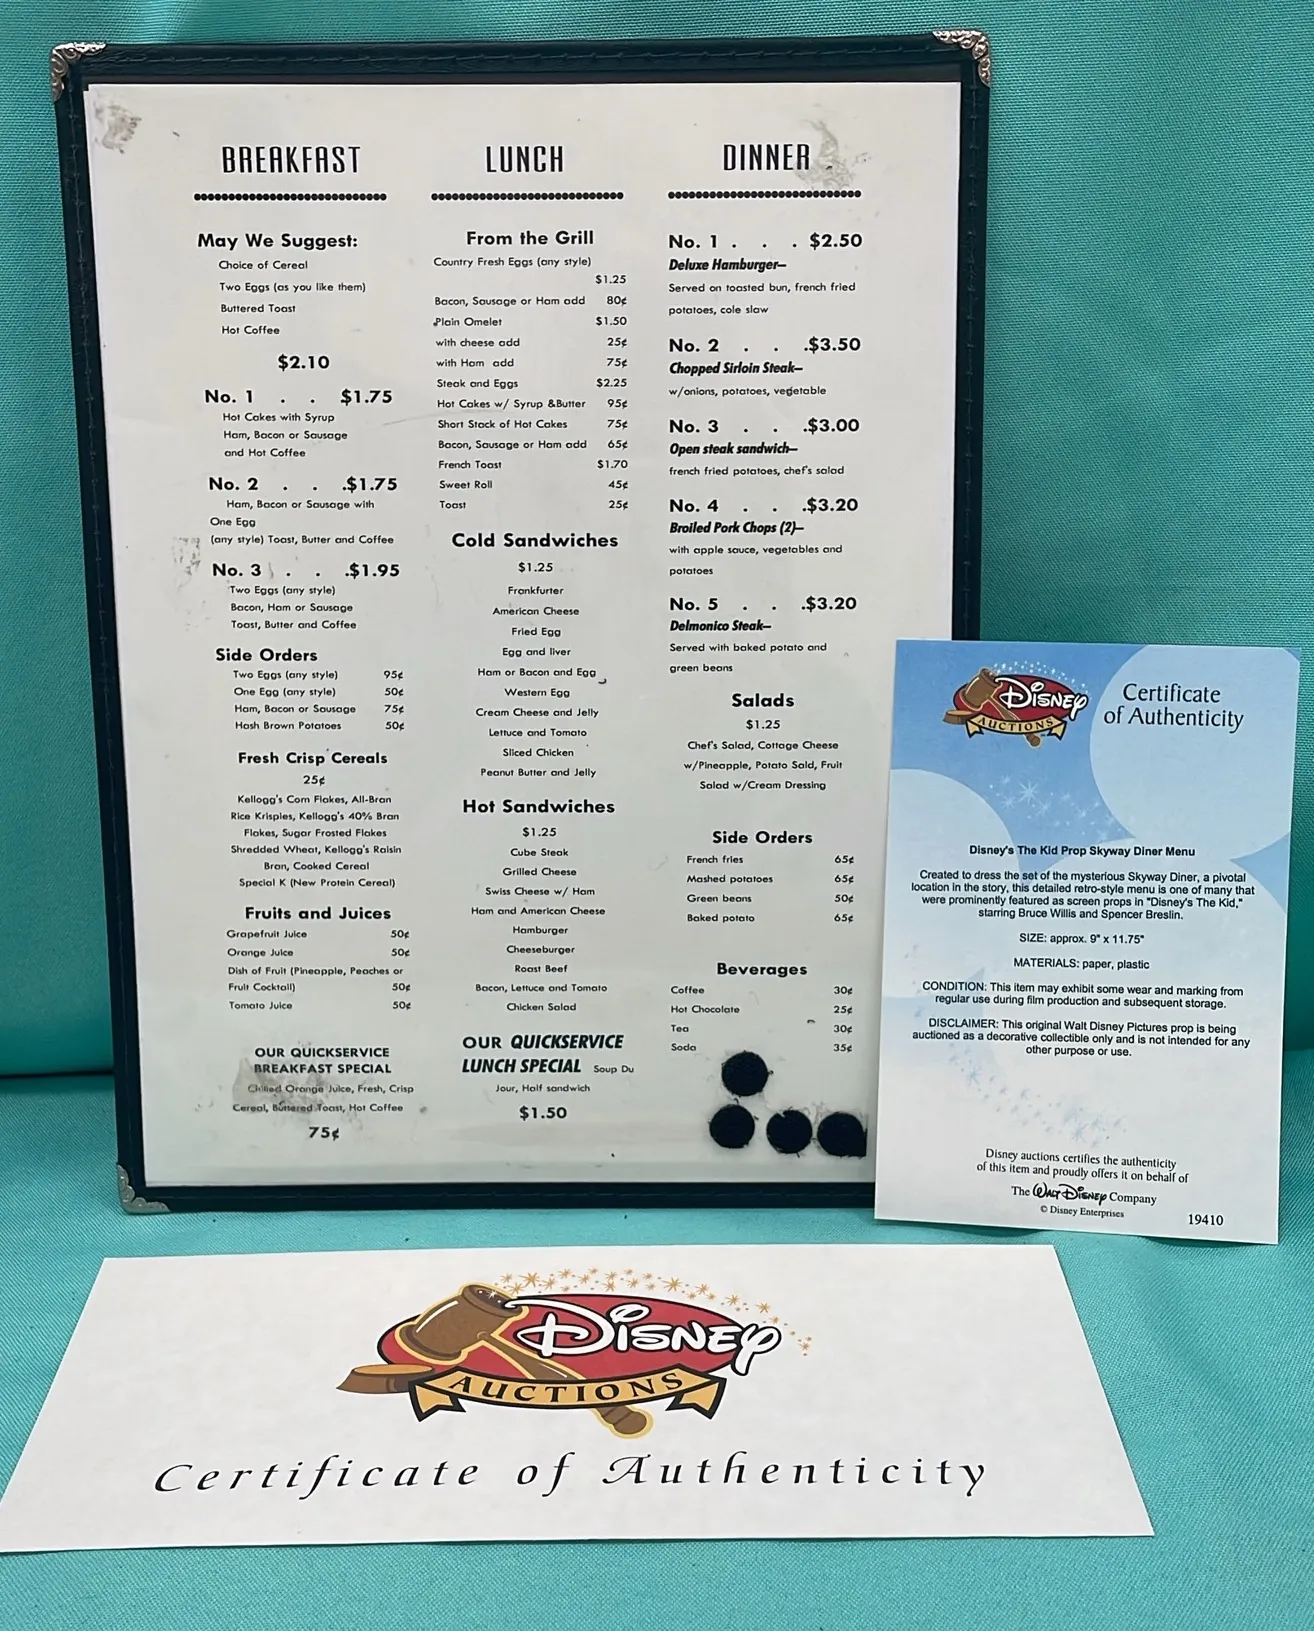 BREAKFAST
May We Suggest:
Choice of Cereal
Two Eggs (as you like them)
Buttered Toast
Hot Coffee
$2.10
No. 1 . . $1.75
Hot Cakes with Syrup
Ham, Bacon or Sausage
and Hot Coffee
No. 2 . . .$1.75
Ham, Bacon or Sausage with
One Egg
(any style) Toast, Butter and Coffee
No. 3 . . .$1.95
Two Eggs (any style)
Bacon, Ham or Sausage
Toast, Butter and Coffee
Side Orders
Two Eggs (any style) 95¢
One Egg (any style) 50¢
Ham, Bacon or Sausage 75¢
Hash Brown Potatoes 50¢
Fresh Crisp Cereals
25¢
Kellogg's Corn Flakes, All-Bran
Rice Krispies, Kellogg's 40% Bran
Flakes, Sugar Frosted Flakes
Shredded Wheat, Kellogg's Raisin
Bran, Cooked Cereal
Special K (New Protein Cereal)
Fruits and Juices
Grapefruit Juice 50¢
Orange Juice 50¢
Dish of Fruit (Pineapple, Peaches or
Fruit Cocktail) 50¢
Tomato Juice 50¢
OUR QUICKSERVICE
BREAKFAST SPECIAL
Chilled Orange Juice, Fresh, Crisp
Cereal, Buttered Toast, Hot Coffee
75¢
LUNCH
From the Grill
Country Fresh Eggs (any style)
$1.25
Bacon, Sausage or Ham add 80¢
Plain Omelet $1.50
with cheese add 25¢
with Ham add 75¢
Steak and Eggs $2.25
Hot Cakes w/ Syrup &Butter 95¢
Short Stack of Hot Cakes 75¢
Bacon, Sausage or Ham add 65¢
French Toast $1.70
Sweet Roll 45¢
Toast 25¢
Cold Sandwiches
$1.25
Frankfurter
American Cheese
Fried Egg
Egg and liver
Ham or Bacon and Egg
Western Egg
Cream Cheese and Jelly
Lettuce and Tomato
Sliced Chicken
Peanut Butter and Jelly
Hot Sandwiches
$1.25
Cube Steak
Grilled Cheese
Swiss Cheese w/ Ham
Ham and American Cheese
Hamburger
Cheeseburger
Roast Beef
Bacon, Lettuce and Tomato
Chicken Salad
OUR QUICKSERVICE
LUNCH SPECIAL Soup Du
Jour, Half sandwich
$1.50
DINNER
No. 1 . . . $2.50
Deluxe Hamburger—
Served on toasted bun, french fried
potatoes, cole slaw
No. 2 . . .$3.50
Chopped Sirloin Steak—
w/onions, potatoes, vegetable
No. 3 . . .$3.00
Open steak sandwich—
french fried potatoes, chef's salad
No. 4 . . .$3.20
Broiled Pork Chops (2)—
with apple sauce, vegetables and
potatoes
No. 5 . . .$3.20
Delmonico Steak—
Served with baked potato and
green beans
Salads
$1.25
Chef's Salad, Cottage Cheese
w/Pineapple, Potato Sald, Fruit
Salad w/Cream Dressing
Side Orders
French fries 65¢
Mashed potatoes 65¢
Green beans 50¢
Baked potato 65¢
Beverages
Coffee 30¢
Hot Chocolate 25¢
Tea 30¢
Soda 35¢
DISNEY
AUCTIONS
Certificate
of Authenticity
Disney's The Kid Prop Skyway Diner Menu
Created to dress the set of the mysterious Skyway Diner, a pivotal
location in the story, this detailed retro-style menu is one of many that
were prominently featured as screen props in "Disney's The Kid,"
starring Bruce Willis and Spencer Breslin.
SIZE: approx. 9" x 11.75"
MATERIALS: paper, plastic
CONDITION: This item may exhibit some wear and marking from
regular use during film production and subsequent storage.
DISCLAIMER: This original Walt Disney Pictures prop is being
auctioned as a decorative collectible only and is not intended for any
other purpose or use.
Disney auctions certifies the authenticity
of this item and proudly offers it on behalf of
The Walt Disney Company
© Disney Enterprises
19410
DISNEY
AUCTIONS
Certificate of Authenticity